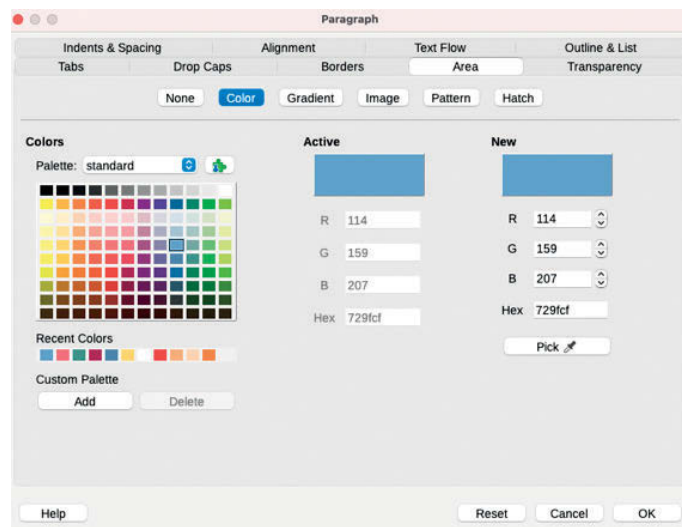 Paragraph
Indents & Spacing Alignment Text Flow Outline & List
Tabs Drop Caps Borders Area Transparency
None Color Gradient Image Pattern Hatch
Colors
Palette: standard
Recent Colors
Custom Palette
Add Delete
Active
R 114
G 159
B 207
Hex 729fcf
New
R 114
G 159
B 207
Hex 729fcf
Pick
Help Reset Cancel OK